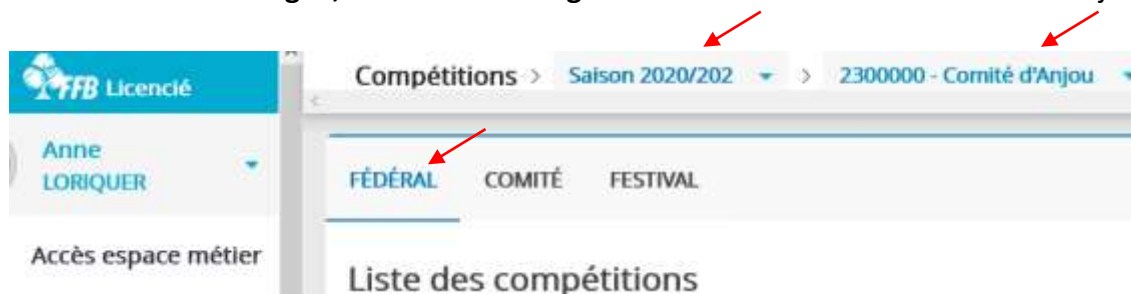 FFB Licencié
Compétitions > Saison 2020/202 > 2300000 - Comité d'Anjou
Anne
LORIQUER
FÉDÉRAL COMITÉ FESTIVAL
Accès espace métier
Liste des compétitions